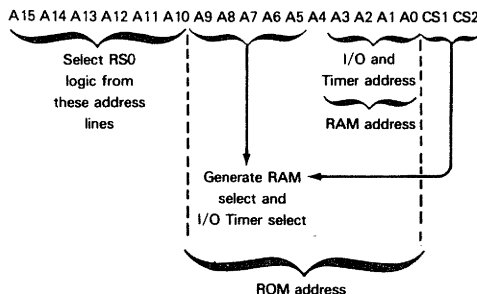 A15 A14 A13 A12 A11 A10 A9 A8 A7 A6 A5 A4 A3 A2 A1 A0 CS1 CS2
Select RS0
logic from
these address
lines
I/O and
Timer address
RAM address
Generate RAM
select and
I/O Timer select
ROM address